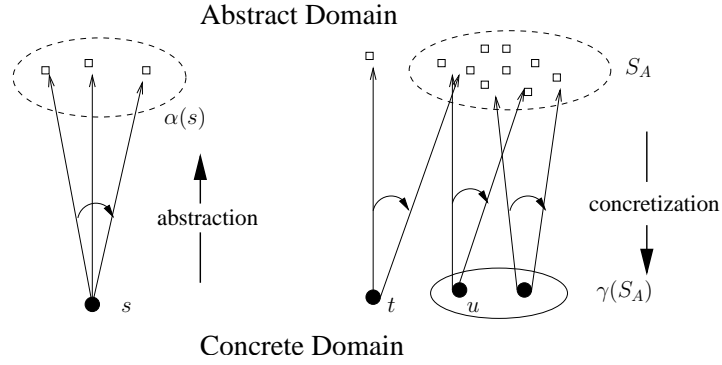 Abstract Domain
S_A
α(s)
abstraction
concretization
s
t
u
γ(S_A)
Concrete Domain